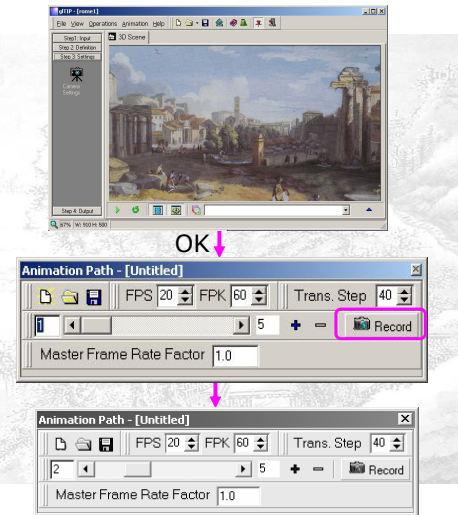 gTIP - [rome1]
File View Operations Animation Help
Step1: Input
3D Scene
Step 2: Definition
Step 3: Settings
Camera
Settings
Step 4: Output
67% W: 900 H: 580
OK
Animation Path - [Untitled]
FPS 20 FPK 60 Trans. Step 40
1 5 + − Record
Master Frame Rate Factor 1.0
Animation Path - [Untitled]
FPS 20 FPK 60 Trans. Step 40
2 5 + − Record
Master Frame Rate Factor 1.0